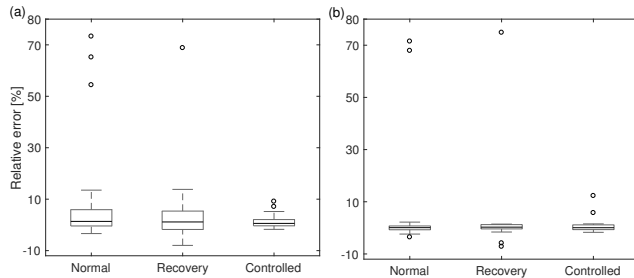 (a)
80
70
50
30
10
-10
Relative error [%]
Normal
Recovery
Controlled
(b)
80
70
50
30
10
-10
Normal
Recovery
Controlled